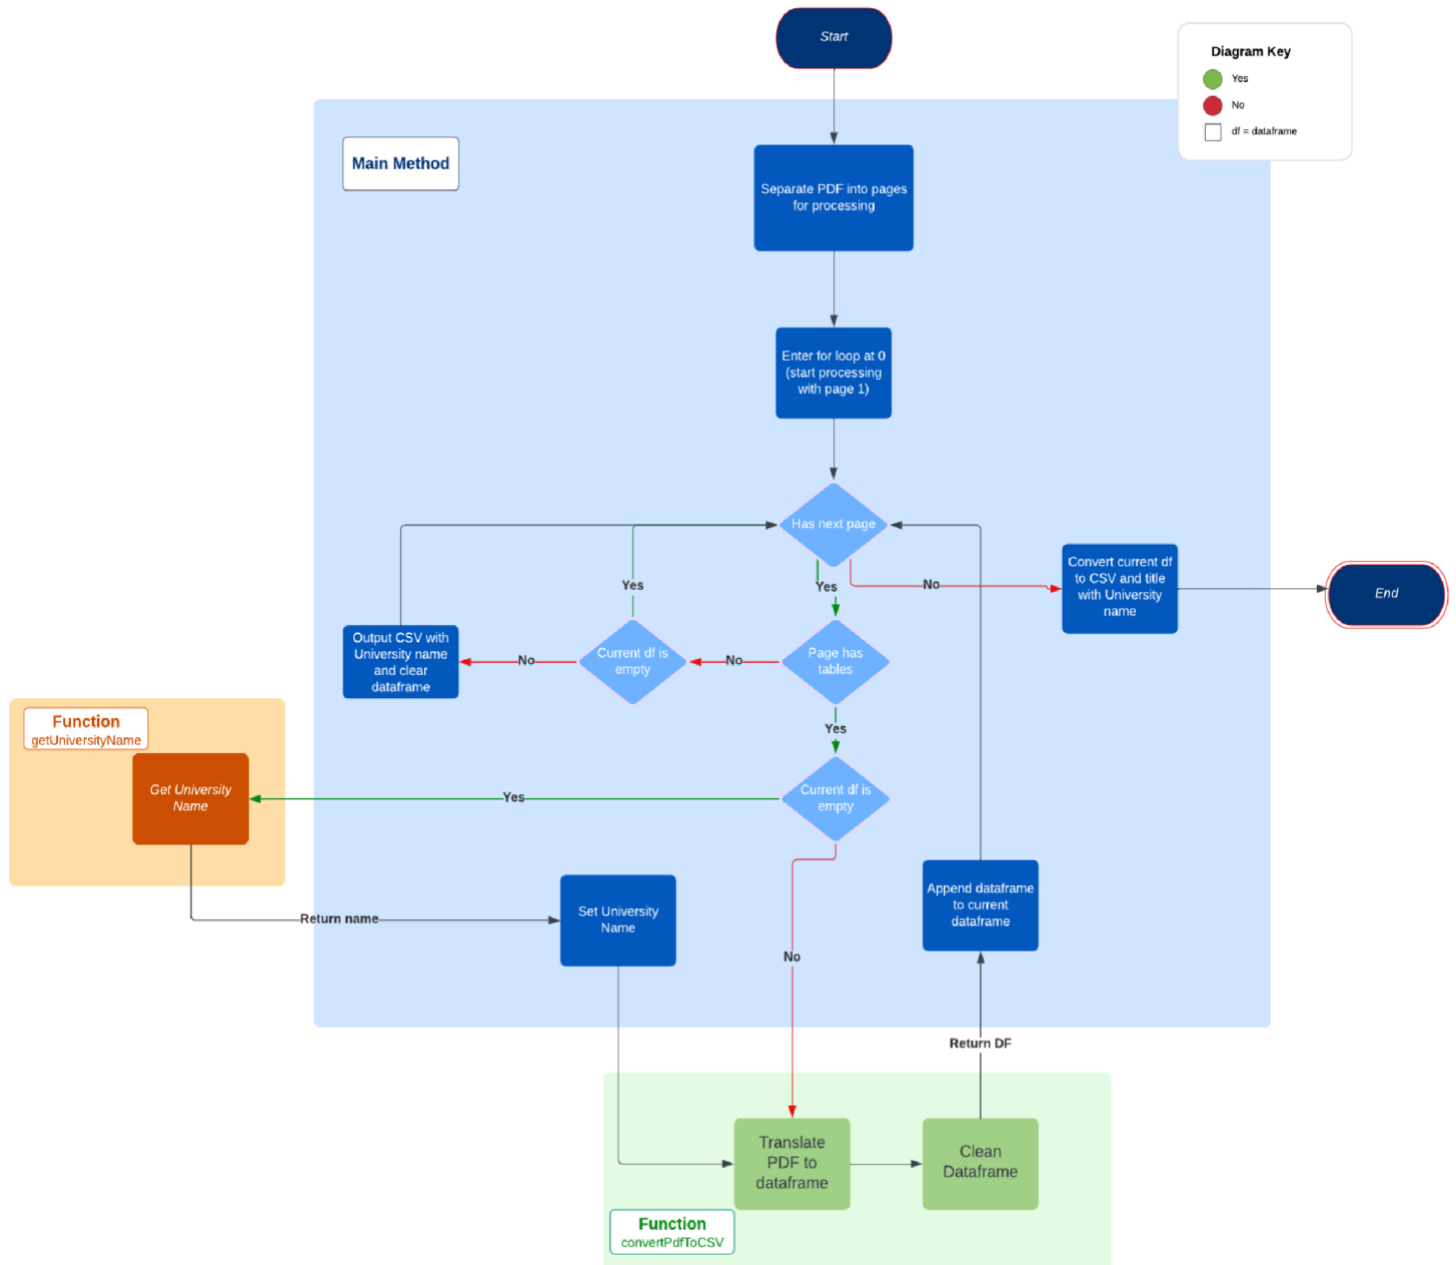 Start
Diagram Key
Yes
No
df = dataframe
Main Method
Separate PDF into pages
for processing
Enter for loop at 0
(start processing
with page 1)
Has next page
Yes
No
Convert current df
to CSV and title
with University
name
End
Yes
Output CSV with
University name
and clear
dataframe
No
Current df is
empty
No
Page has
tables
Yes
Function
getUniversityName
Get University
Name
Yes
Current df is
empty
Return name
Set University
Name
No
Append dataframe
to current
dataframe
Return DF
Translate
PDF to
dataframe
Clean
Dataframe
Function
convertPdfToCSV